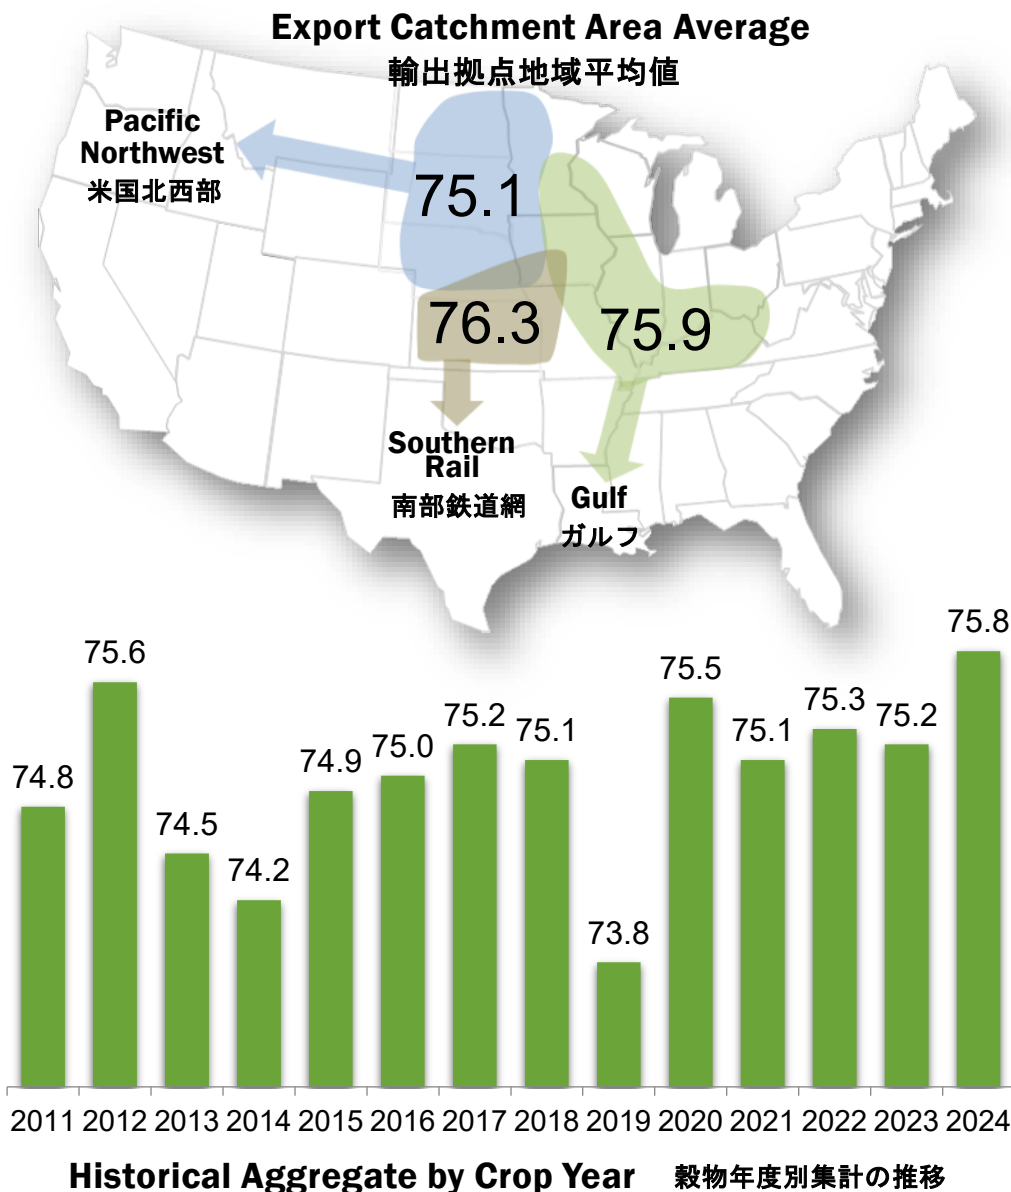 Export Catchment Area Average
輸出拠点地域平均値
Pacific
Northwest
米国北西部
75.1
76.3
75.9
Southern
Rail
南部鉄道網
Gulf
ガルフ
74.8
75.6
74.5
74.2
74.9
75.0
75.2
75.1
73.8
75.5
75.1
75.3
75.2
75.8
2011 2012 2013 2014 2015 2016 2017 2018 2019 2020 2021 2022 2023 2024
Historical Aggregate by Crop Year 穀物年度別集計の推移